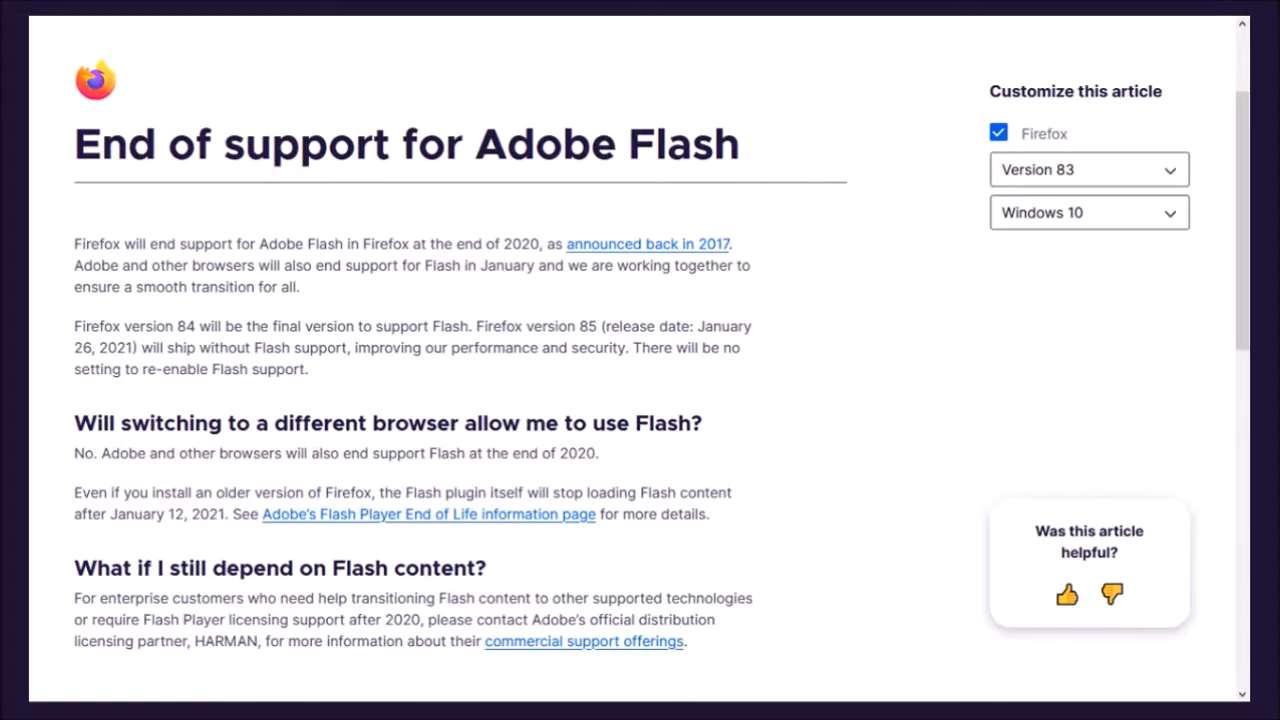 End of support for Adobe Flash
Firefox will end support for Adobe Flash in Firefox at the end of 2020, as announced back in 2017.
Adobe and other browsers will also end support for Flash in January and we are working together to
ensure a smooth transition for all.
Firefox version 84 will be the final version to support Flash. Firefox version 85 (release date: January
26, 2021) will ship without Flash support, improving our performance and security. There will be no
setting to re-enable Flash support.
Will switching to a different browser allow me to use Flash?
No. Adobe and other browsers will also end support Flash at the end of 2020.
Even if you install an older version of Firefox, the Flash plugin itself will stop loading Flash content
after January 12, 2021. See Adobe's Flash Player End of Life information page for more details.
What if I still depend on Flash content?
For enterprise customers who need help transitioning Flash content to other supported technologies
or require Flash Player licensing support after 2020, please contact Adobe's official distribution
licensing partner, HARMAN, for more information about their commercial support offerings.
Customize this article
Firefox
Version 83
Windows 10
Was this article
helpful?